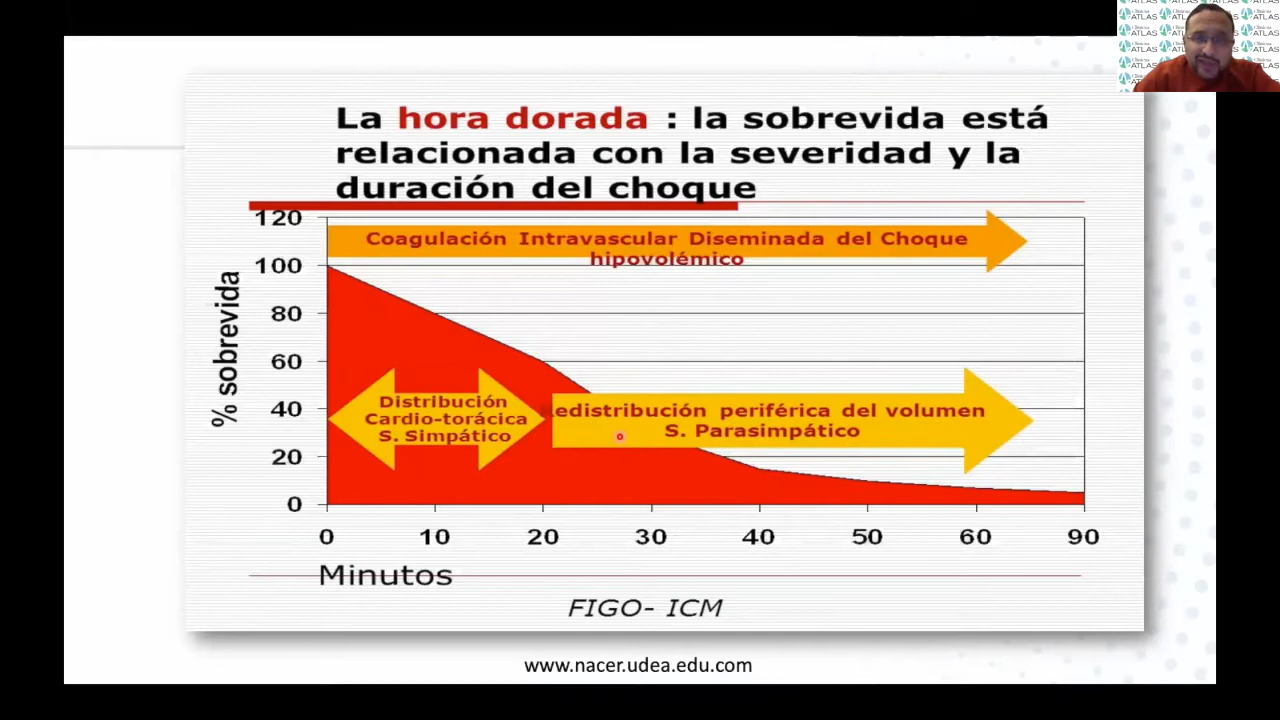 La hora dorada : la sobrevida está
relacionada con la severidad y la
duración del choque
120
100
80
60
40
20
0
% sobrevida
Coagulación Intravascular Diseminada del Choque
hipovolémico
Distribución
Cardio-torácica
S. Simpático
edistribución periférica del volumen
S. Parasimpático
0 10 20 30 40 50 60 90
Minutos
FIGO- ICM
www.nacer.udea.edu.com
ATLAS